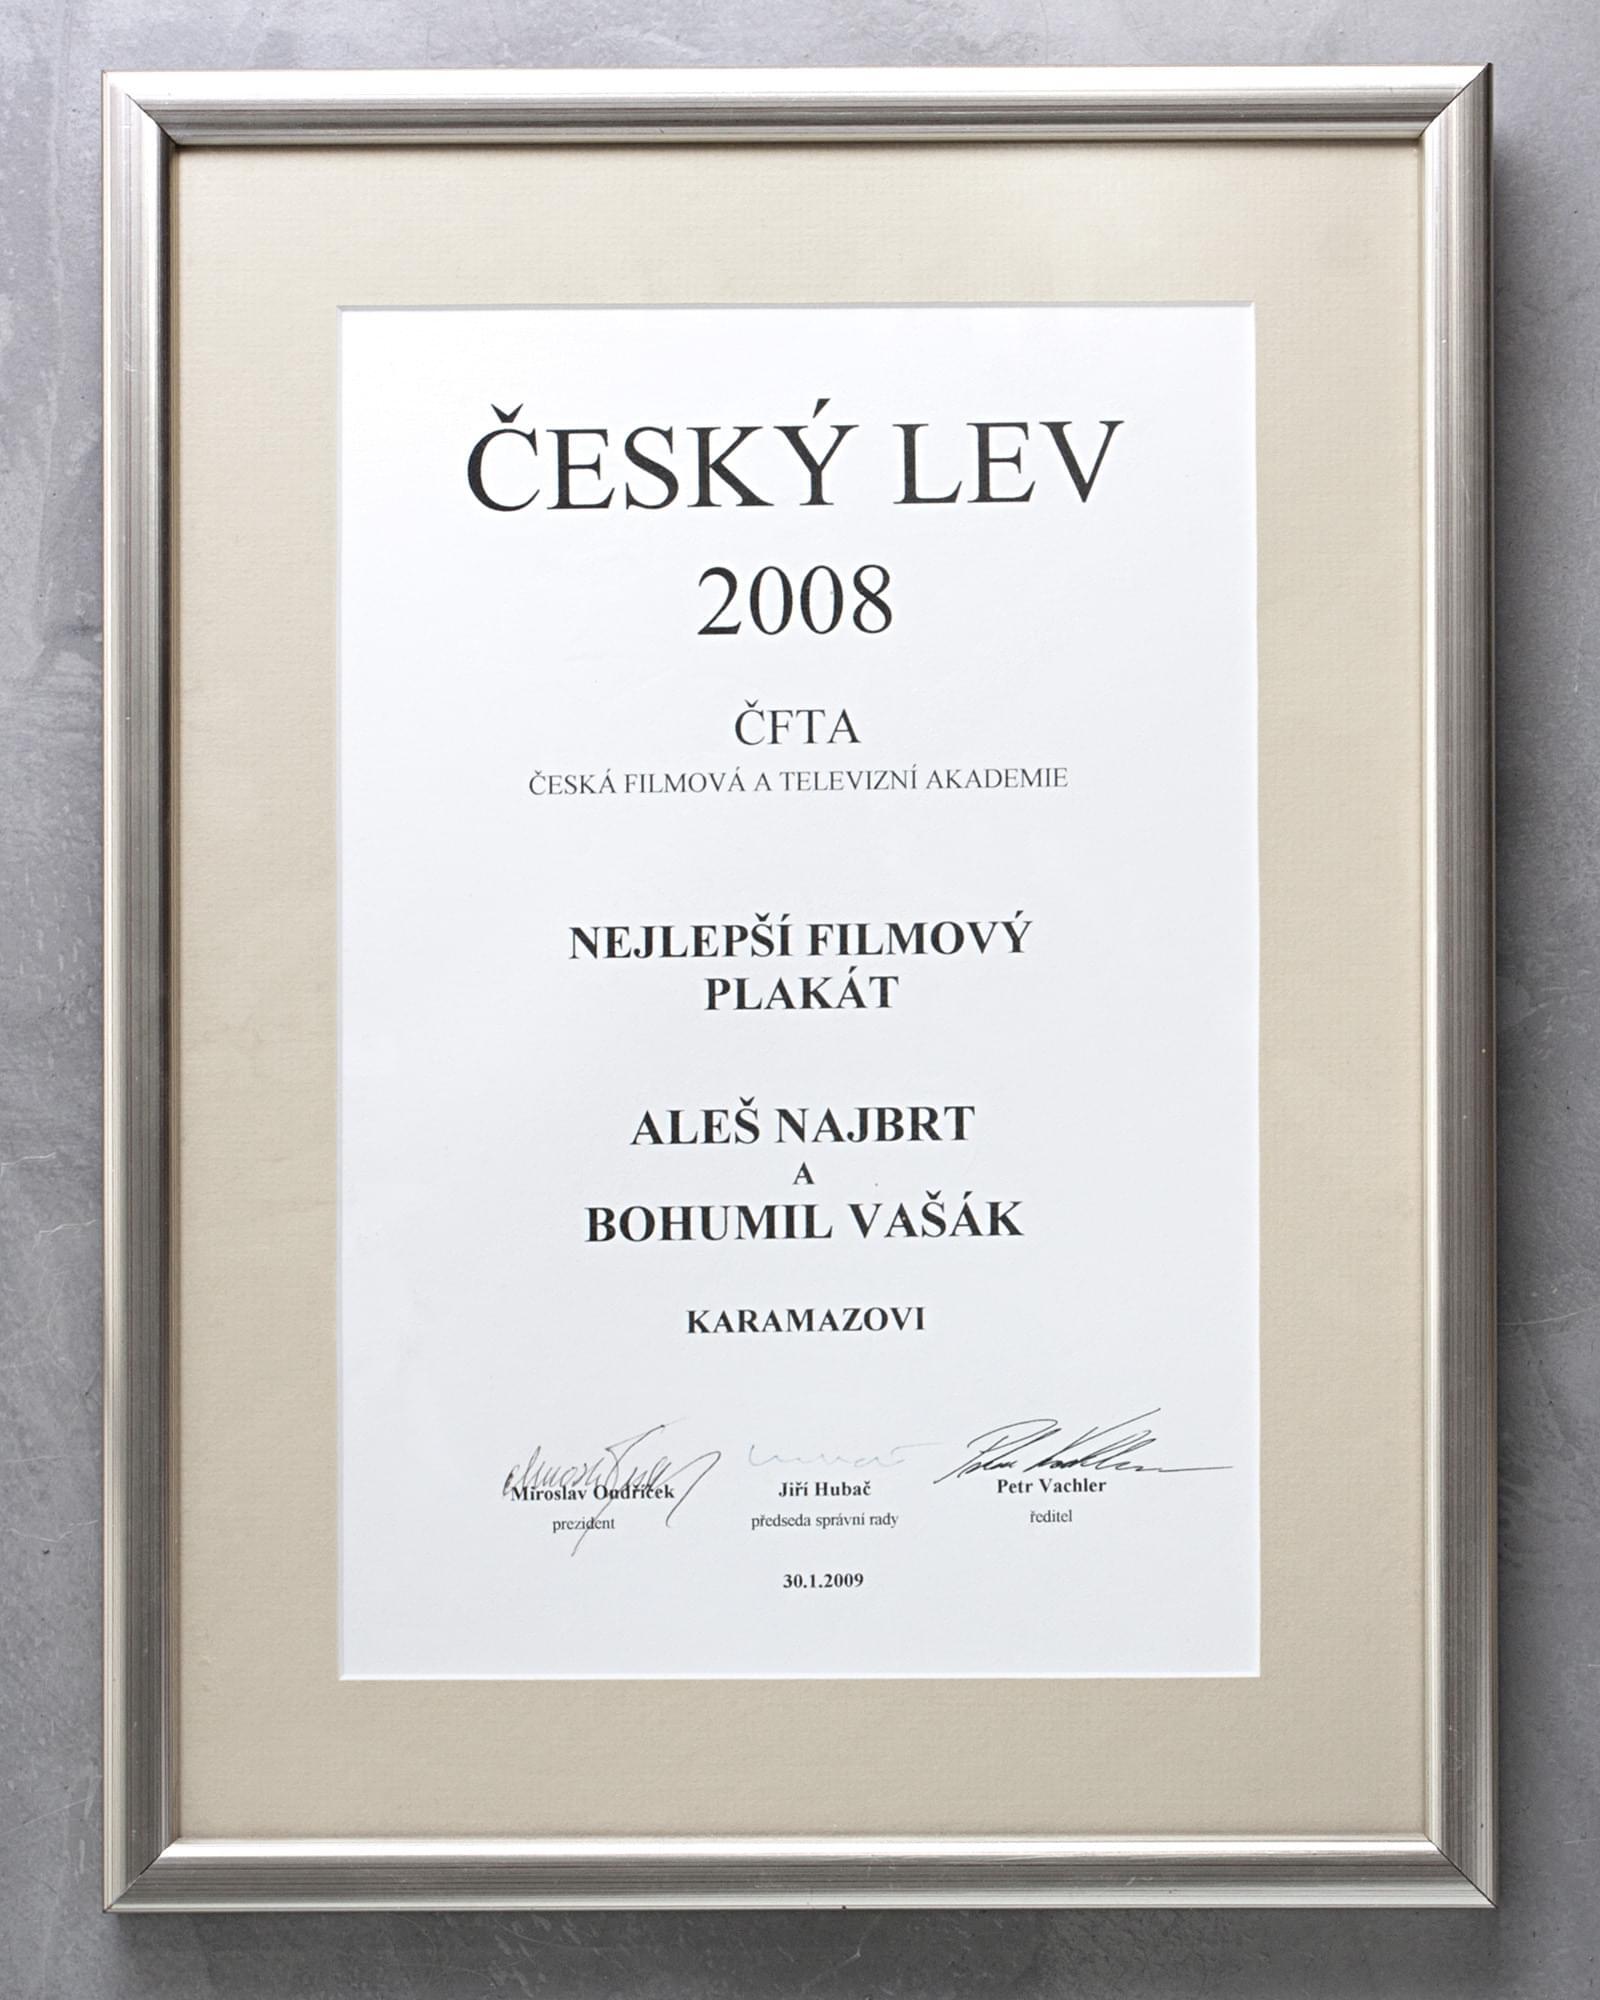 ČESKÝ LEV
2008
ČFTA
ČESKÁ FILMOVÁ A TELEVIZNÍ AKADEMIE
NEJLEPŠÍ FILMOVÝ
PLAKÁT
ALEŠ NAJBRT
A
BOHUMIL VAŠÁK
KARAMAZOVI
Miroslav Ondříček Jiří Hubač Petr Vachler
prezident předseda správní rady ředitel
30.1.2009